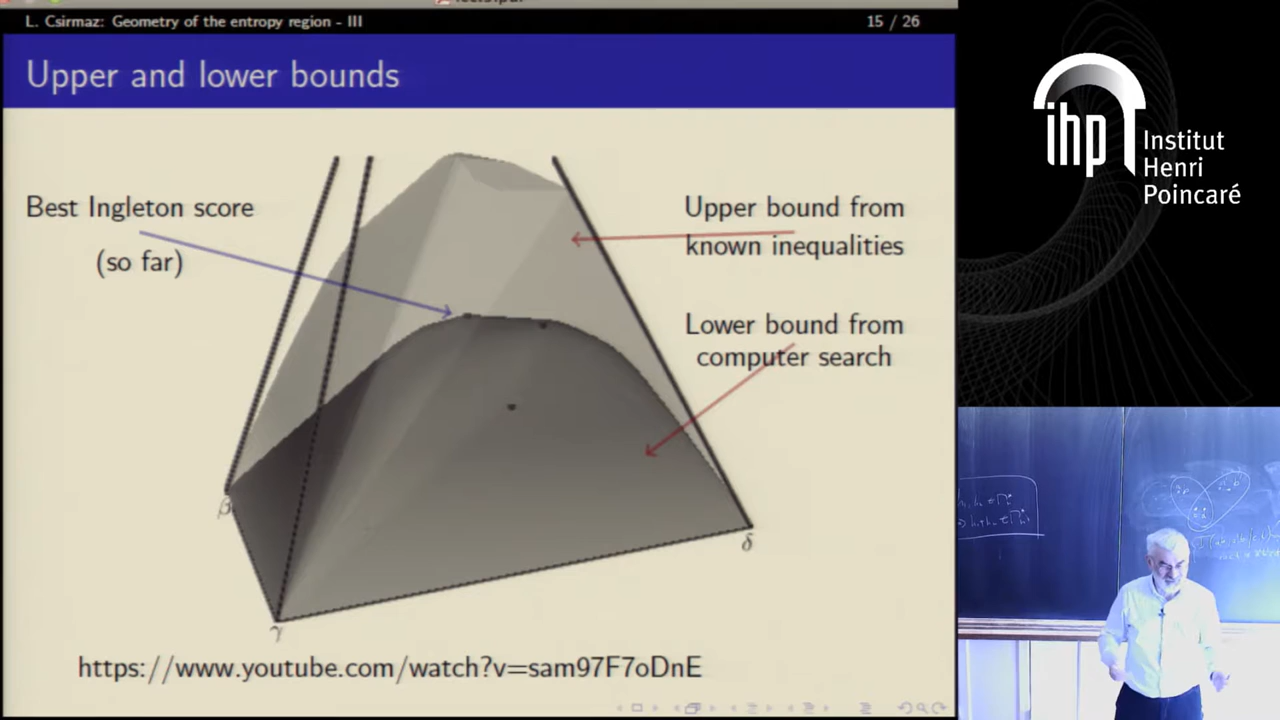 L. Csirmaz: Geometry of the entropy region - III
15 / 26
Upper and lower bounds
Best Ingleton score
(so far)
Upper bound from
known inequalities
Lower bound from
computer search
β
γ
δ
https://www.youtube.com/watch?v=sam97F7oDnE
ihp
Institut
Henri
Poincaré